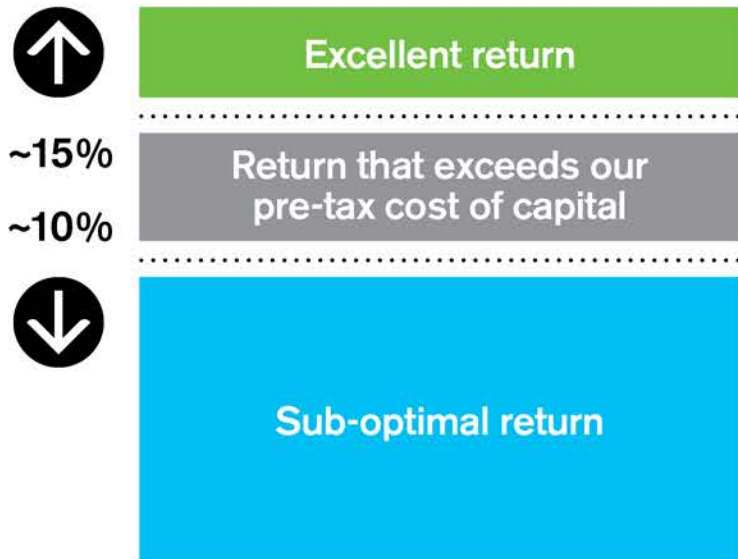 Excellent return
~15%
Return that exceeds our
pre-tax cost of capital
~10%
Sub-optimal return